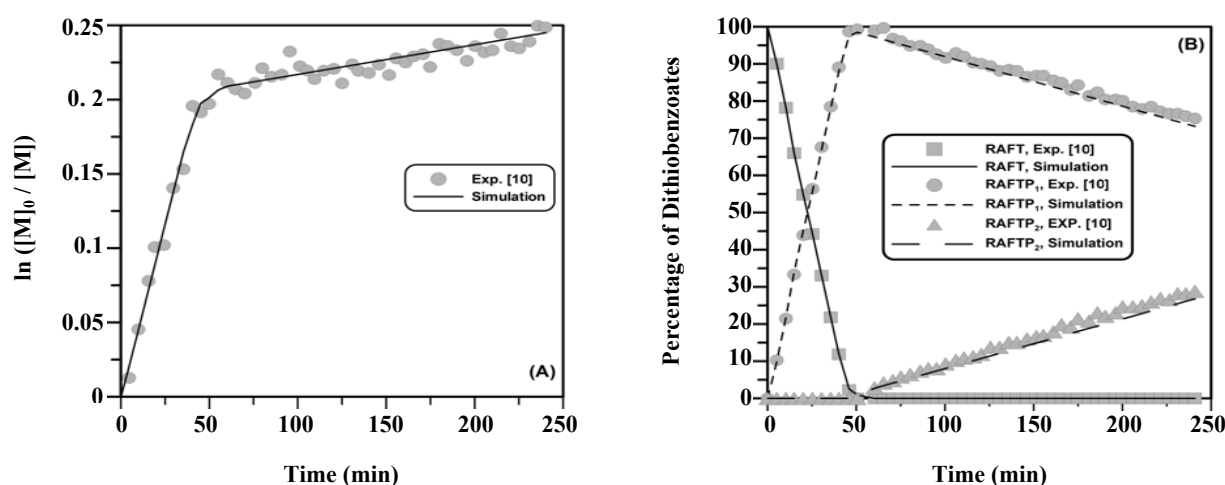 0.25
0.2
0.15
0.1
0.05
0
ln ([M]₀ / [M])
Exp. [10]
Simulation
(A)
0 50 100 150 200 250
Time (min)
100
90
80
70
60
50
40
30
20
10
0
Percentage of Dithiobenzoates
(B)
RAFT, Exp. [10]
RAFT, Simulation
RAFTP₁, Exp. [10]
RAFTP₁, Simulation
RAFTP₂, EXP. [10]
RAFTP₂, Simulation
0 50 100 150 200 250
Time (min)